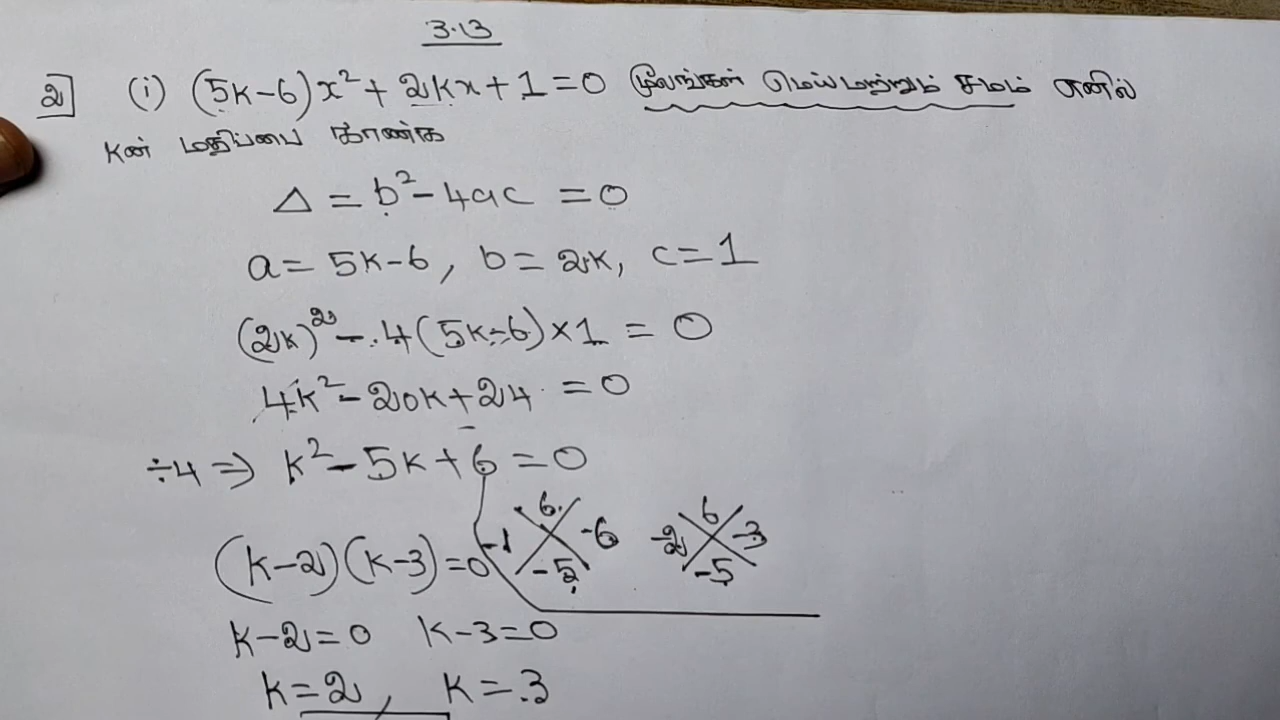 3.13
2] (i) (5k-6)x² + 2kx + 1 = 0 மூலங்கள் மெய் மற்றும் சமம் எனில்
kன் மதிப்பை காண்க
Δ = b² - 4ac = 0
a = 5k-6, b = 2k, c = 1
(2k)² - 4(5k-6)×1 = 0
4k² - 20k + 24 = 0
÷4 ⇒ k² - 5k + 6 = 0
6 6
(k-2)(k-3) = 0 -1 -6 -2 -3
-5 -5
k-2=0 k-3=0
k=2, k=3